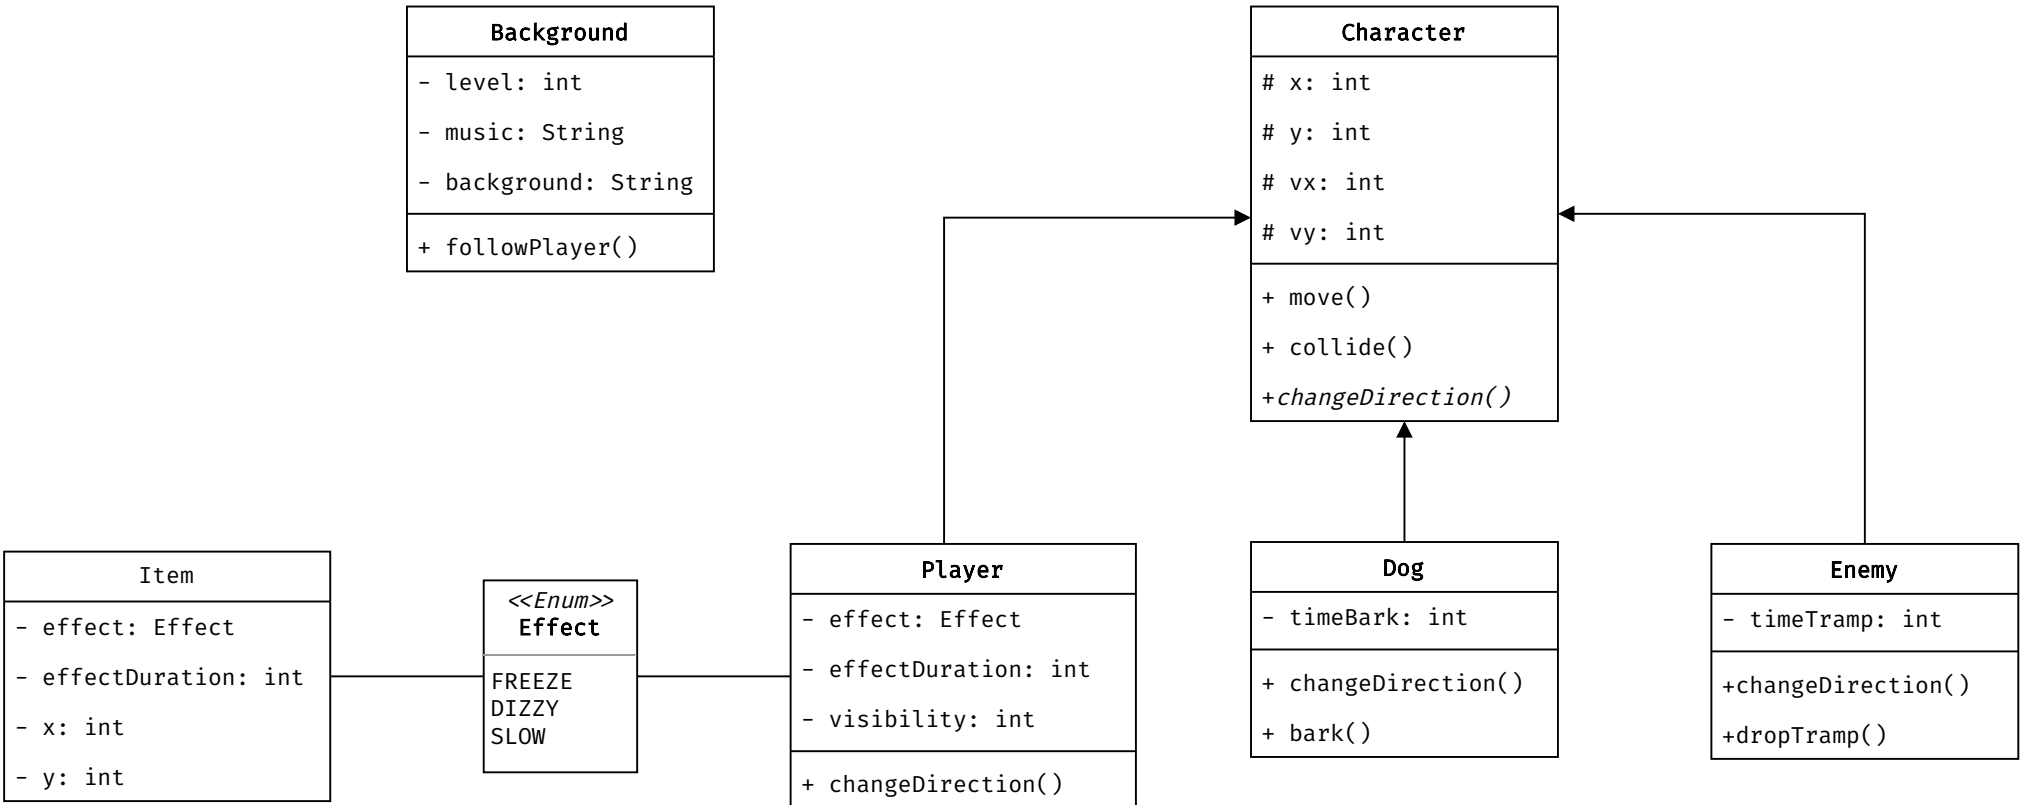 Background
- level: int
- music: String
- background: String
+ followPlayer()
Character
# x: int
# y: int
# vx: int
# vy: int
+ move()
+ collide()
+changeDirection()
Item
- effect: Effect
- effectDuration: int
- x: int
- y: int
<<Enum>>
Effect
FREEZE
DIZZY
SLOW
Player
- effect: Effect
- effectDuration: int
- visibility: int
+ changeDirection()
Dog
- timeBark: int
+ changeDirection()
+ bark()
Enemy
- timeTramp: int
+changeDirection()
+dropTramp()